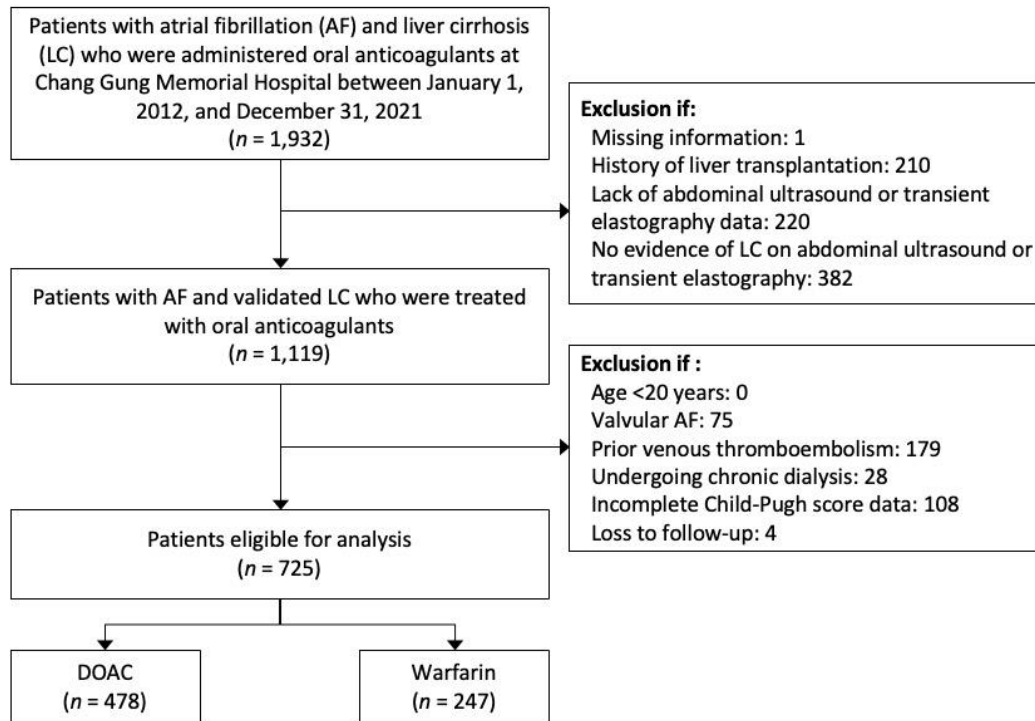 Patients with atrial fibrillation (AF) and liver cirrhosis
(LC) who were administered oral anticoagulants at
Chang Gung Memorial Hospital between January 1,
2012, and December 31, 2021
(n = 1,932)
Exclusion if:
Missing information: 1
History of liver transplantation: 210
Lack of abdominal ultrasound or transient
elastography data: 220
No evidence of LC on abdominal ultrasound or
transient elastography: 382
Patients with AF and validated LC who were treated
with oral anticoagulants
(n = 1,119)
Exclusion if :
Age <20 years: 0
Valvular AF: 75
Prior venous thromboembolism: 179
Undergoing chronic dialysis: 28
Incomplete Child-Pugh score data: 108
Loss to follow-up: 4
Patients eligible for analysis
(n = 725)
DOAC
(n = 478)
Warfarin
(n = 247)